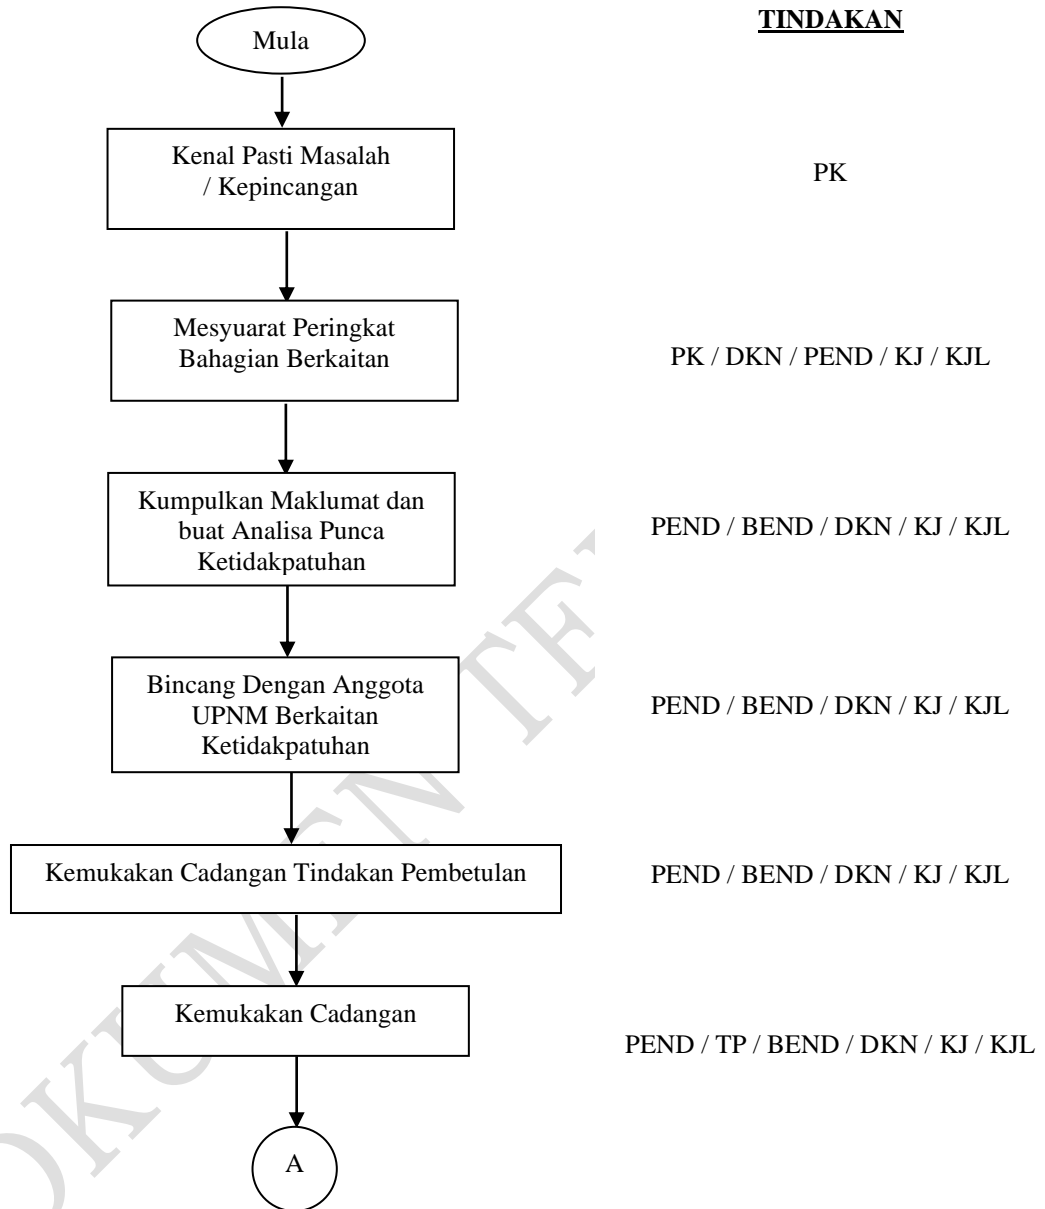 TINDAKAN
Mula
Kenal Pasti Masalah
/ Kepincangan
PK
Mesyuarat Peringkat
Bahagian Berkaitan
PK / DKN / PEND / KJ / KJL
Kumpulkan Maklumat dan
buat Analisa Punca
Ketidakpatuhan
PEND / BEND / DKN / KJ / KJL
Bincang Dengan Anggota
UPNM Berkaitan
Ketidakpatuhan
PEND / BEND / DKN / KJ / KJL
Kemukakan Cadangan Tindakan Pembetulan
PEND / BEND / DKN / KJ / KJL
Kemukakan Cadangan
PEND / TP / BEND / DKN / KJ / KJL
A